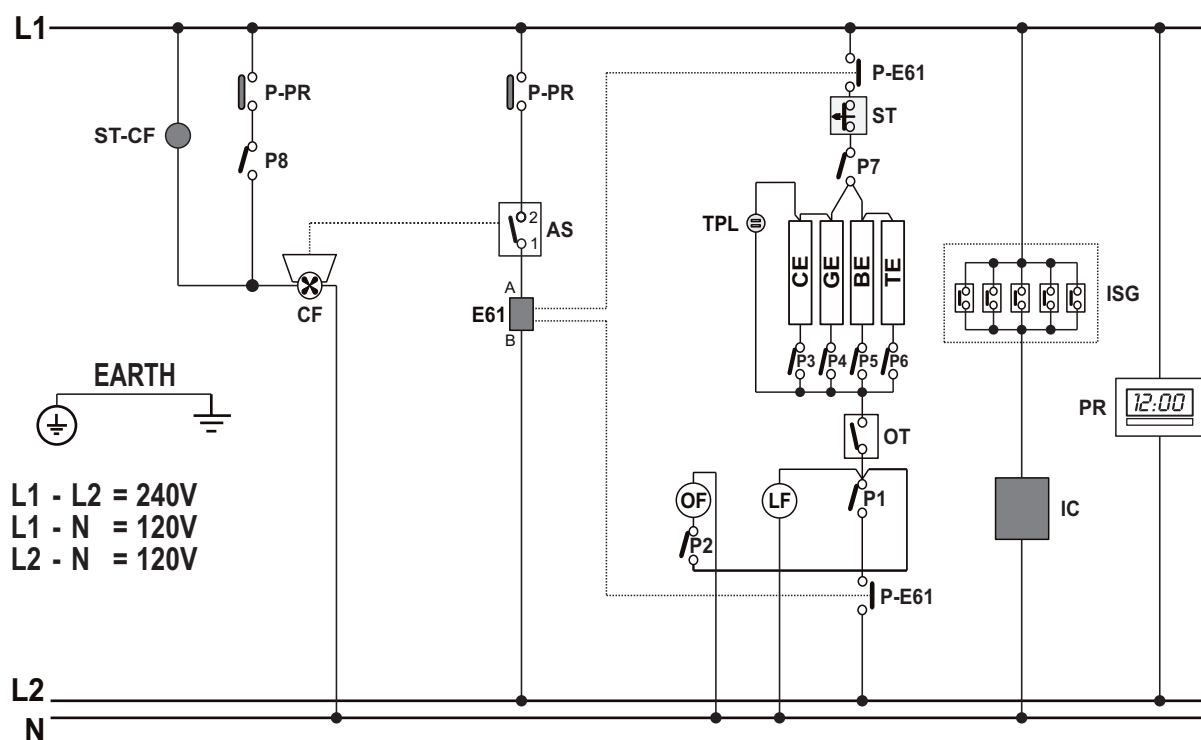 L1
P-PR
P-PR
P-E61
ST-CF
ST
P8
P7
2
AS
1
TPL
CE
GE
BE
TE
ISG
A
E61
B
CF
P3
P4
P5
P6
EARTH
PR
12:00
OT
L1 - L2 = 240V
L1 - N = 120V
L2 - N = 120V
OF
LF
P1
IC
P2
P-E61
L2
N